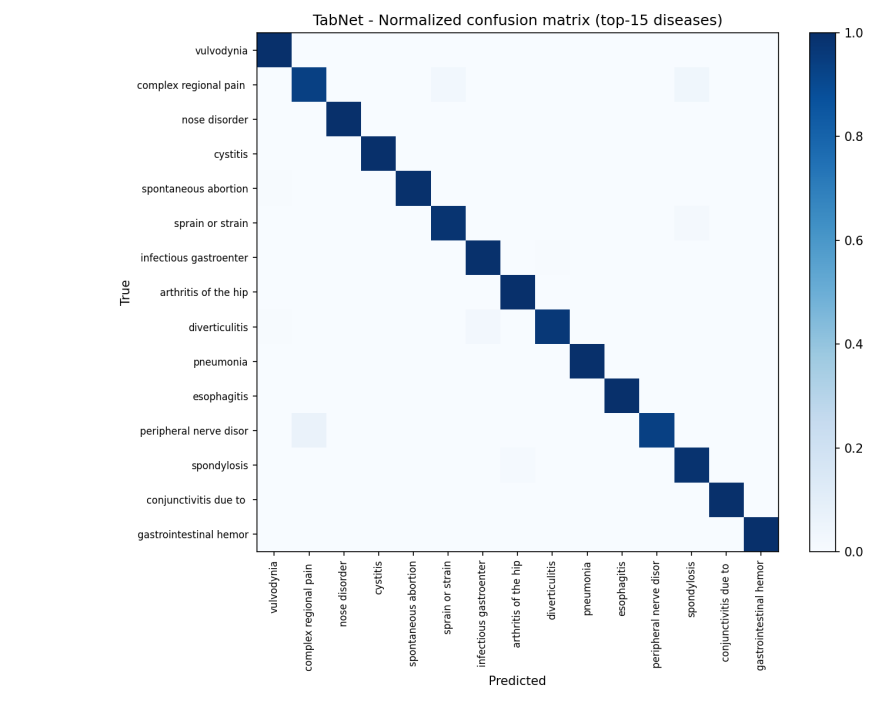 TabNet - Normalized confusion matrix (top-15 diseases)
True
vulvodynia
complex regional pain
nose disorder
cystitis
spontaneous abortion
sprain or strain
infectious gastroenter
arthritis of the hip
diverticulitis
pneumonia
esophagitis
peripheral nerve disor
spondylosis
conjunctivitis due to
gastrointestinal hemor
vulvodynia
complex regional pain
nose disorder
cystitis
spontaneous abortion
sprain or strain
infectious gastroenter
arthritis of the hip
diverticulitis
pneumonia
esophagitis
peripheral nerve disor
spondylosis
conjunctivitis due to
gastrointestinal hemor
Predicted
1.0
0.8
0.6
0.4
0.2
0.0